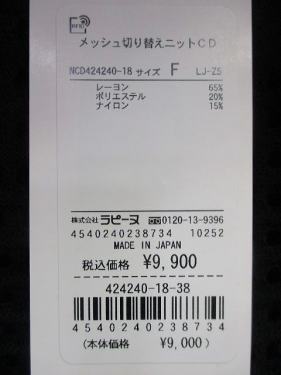 メッシュ切り替えニットCD
NCD424240-18 サイズ F LJ-Z5
レーヨン 65%
ポリエステル 20%
ナイロン 15%
株式会社 ラピーヌ 0120-13-9396
4540240238734 10252
MADE IN JAPAN
税込価格 ¥9,900
424240-18-38
4540240238734
(本体価格 ¥9,000)